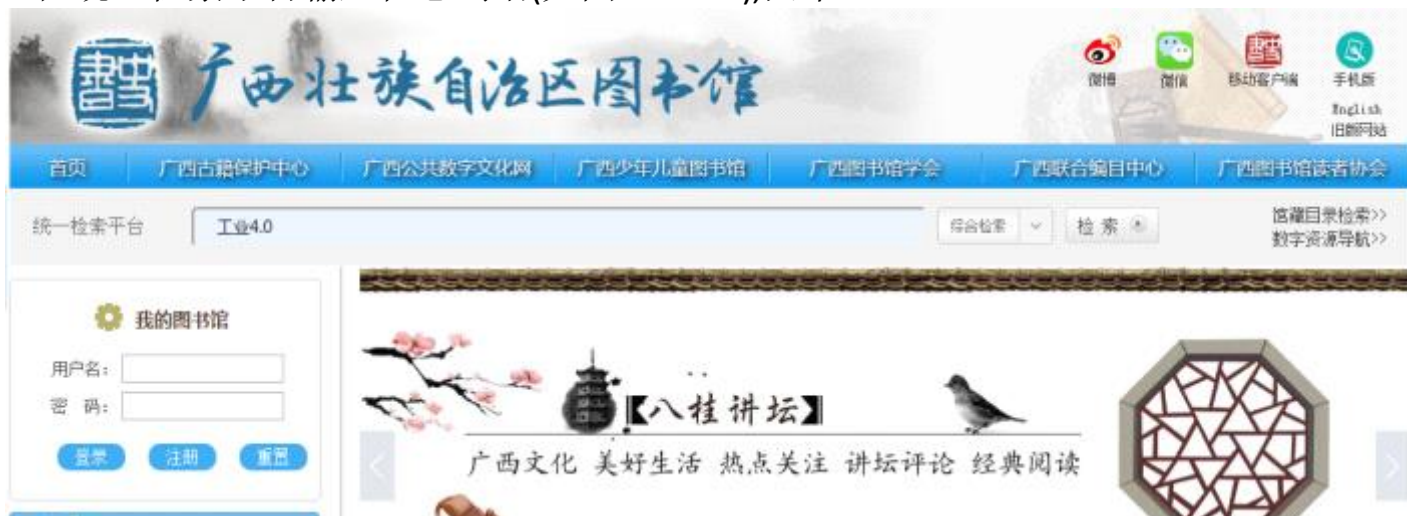 广西壮族自治区图书馆
微博 微信 移动客户端 手机版
English
旧版网站
首页 广西古籍保护中心 广西公共数字文化网 广西少年儿童图书馆 广西图书馆学会 广西联合编目中心 广西图书馆读者协会
统一检索平台 工业4.0 综合检索 检索 馆藏目录检索>>
数字资源导航>>
我的图书馆
用户名:
密 码:
登录 注册 重置
【八桂讲坛】
广西文化 美好生活 热点关注 讲坛评论 经典阅读